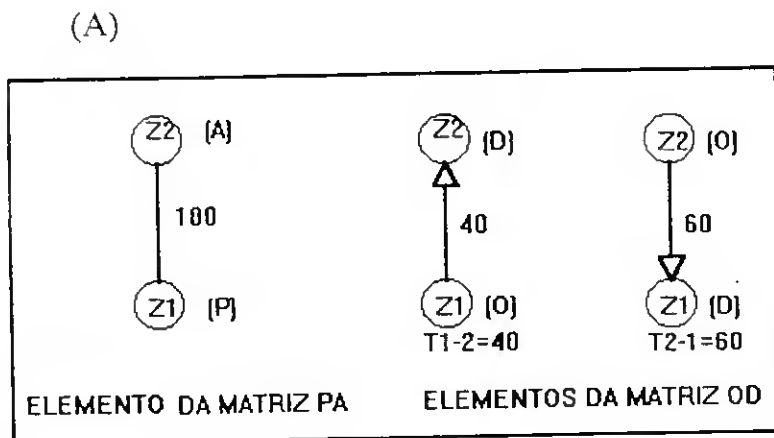 (A)
Z2 (A)
100
Z1 (P)
ELEMENTO DA MATRIZ PA
Z2 (D)
40
Z1 (O)
T1-2=40
Z2 (O)
60
Z1 (D)
T2-1=60
ELEMENTOS DA MATRIZ OD